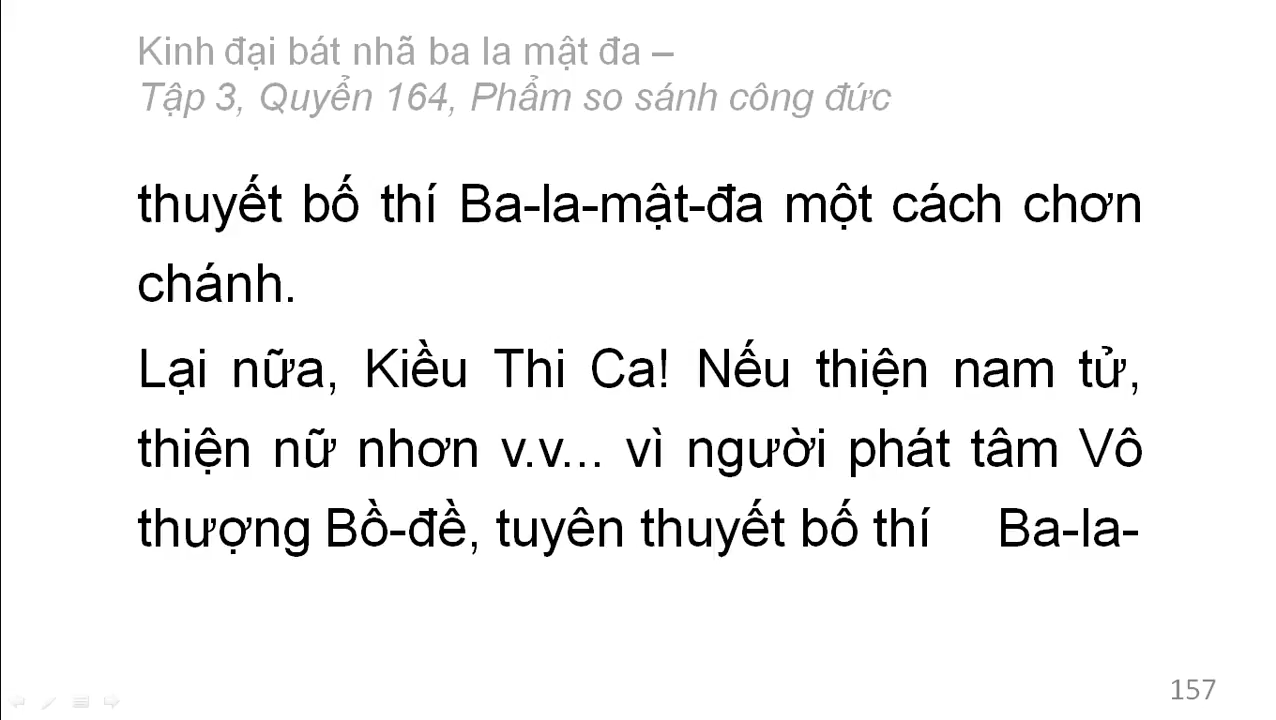 Kinh đại bát nhã ba la mật đa –
Tập 3, Quyển 164, Phẩm so sánh công đức
thuyết bố thí Ba-la-mật-đa một cách chơn
chánh.
Lại nữa, Kiều Thi Ca! Nếu thiện nam tử,
thiện nữ nhơn v.v... vì người phát tâm Vô
thượng Bồ-đề, tuyên thuyết bố thí Ba-la-
157